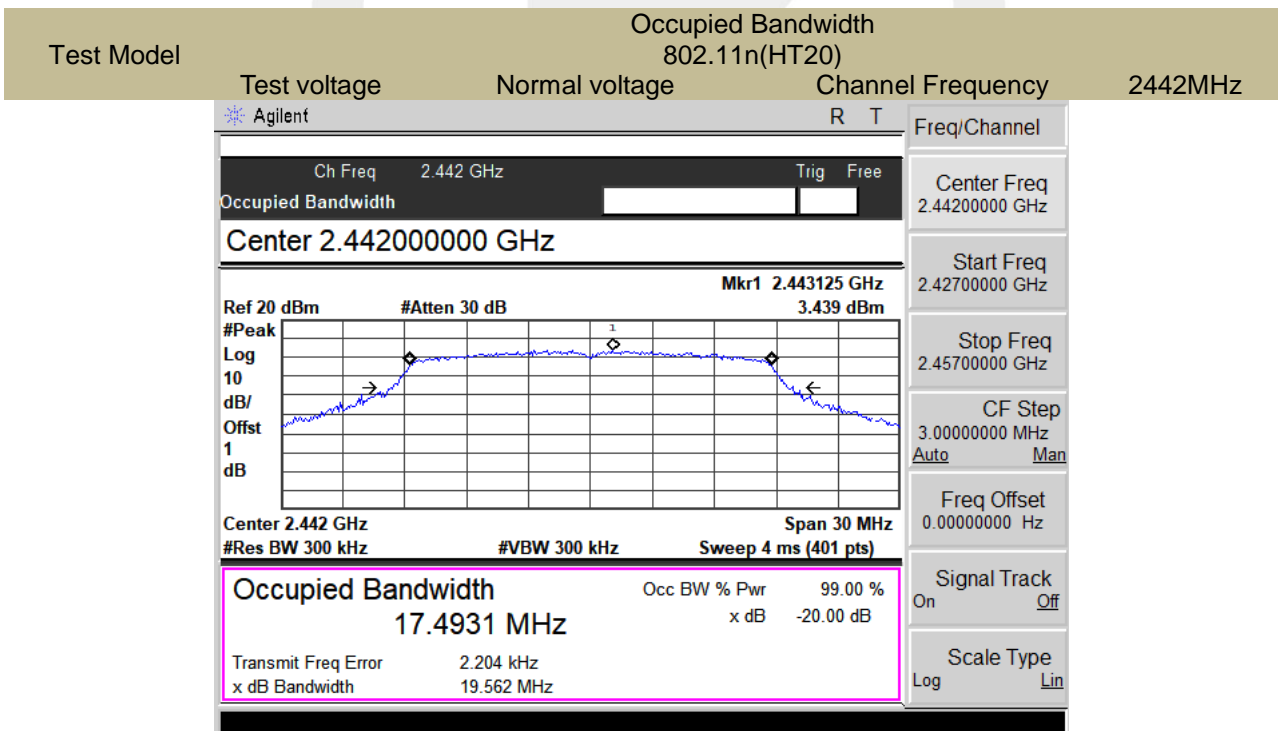 Occupied Bandwidth
Test Model 802.11n(HT20)
Test voltage Normal voltage Channel Frequency 2442MHz
Agilent R T
Freq/Channel
Ch Freq 2.442 GHz Trig Free
Occupied Bandwidth
Center 2.442000000 GHz
Mkr1 2.443125 GHz
Ref 20 dBm #Atten 30 dB 3.439 dBm
#Peak
Log
10
dB/
Offst
1
dB
1
Center 2.442 GHz Span 30 MHz
#Res BW 300 kHz #VBW 300 kHz Sweep 4 ms (401 pts)
Occupied Bandwidth
17.4931 MHz
Occ BW % Pwr 99.00 %
x dB -20.00 dB
Transmit Freq Error 2.204 kHz
x dB Bandwidth 19.562 MHz
Center Freq
2.44200000 GHz
Start Freq
2.42700000 GHz
Stop Freq
2.45700000 GHz
CF Step
3.00000000 MHz
Auto Man
Freq Offset
0.00000000 Hz
Signal Track
On Off
Scale Type
Log Lin